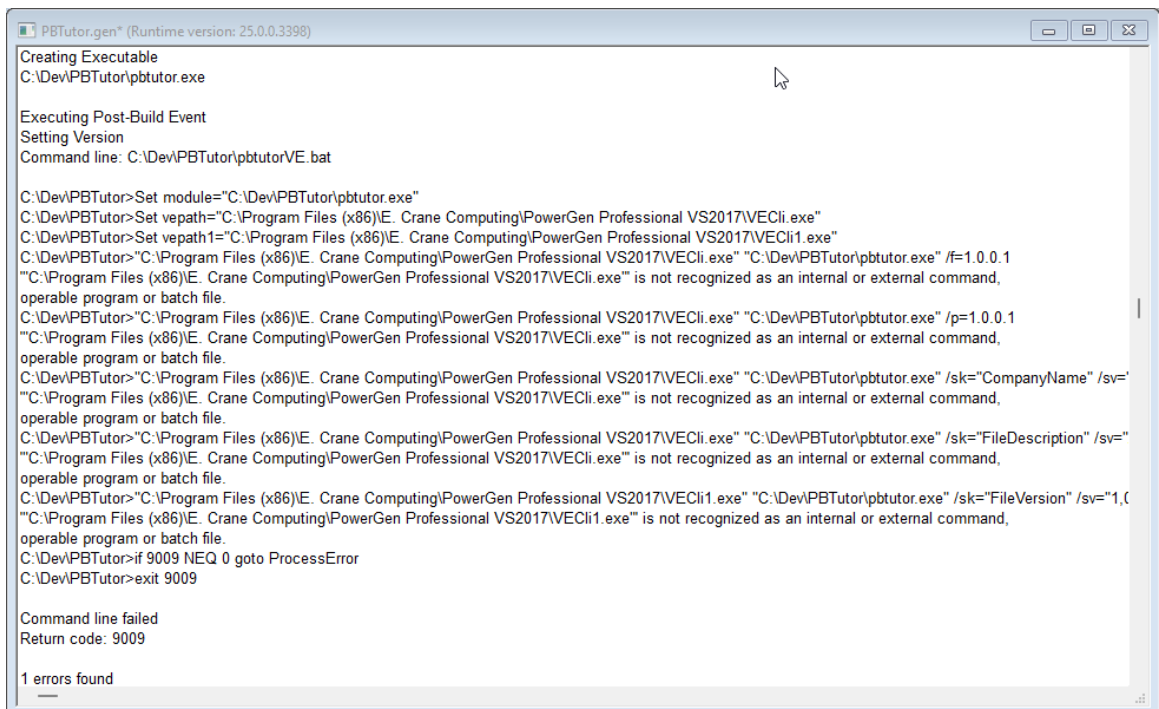 PBTutor.gen* (Runtime version: 25.0.0.3398)
Creating Executable
C:\Dev\PBTutor\pbtutor.exe
Executing Post-Build Event
Setting Version
Command line: C:\Dev\PBTutor\pbtutorVE.bat
C:\Dev\PBTutor>Set module="C:\Dev\PBTutor\pbtutor.exe"
C:\Dev\PBTutor>Set vepath="C:\Program Files (x86)\E. Crane Computing\PowerGen Professional VS2017\VECli.exe"
C:\Dev\PBTutor>Set vepath1="C:\Program Files (x86)\E. Crane Computing\PowerGen Professional VS2017\VECli1.exe"
C:\Dev\PBTutor>"C:\Program Files (x86)\E. Crane Computing\PowerGen Professional VS2017\VECli.exe" "C:\Dev\PBTutor\pbtutor.exe" /f=1.0.0.1
'"C:\Program Files (x86)\E. Crane Computing\PowerGen Professional VS2017\VECli.exe"' is not recognized as an internal or external command,
operable program or batch file.
C:\Dev\PBTutor>"C:\Program Files (x86)\E. Crane Computing\PowerGen Professional VS2017\VECli.exe" "C:\Dev\PBTutor\pbtutor.exe" /p=1.0.0.1
'"C:\Program Files (x86)\E. Crane Computing\PowerGen Professional VS2017\VECli.exe"' is not recognized as an internal or external command,
operable program or batch file.
C:\Dev\PBTutor>"C:\Program Files (x86)\E. Crane Computing\PowerGen Professional VS2017\VECli.exe" "C:\Dev\PBTutor\pbtutor.exe" /sk="CompanyName" /sv="
'"C:\Program Files (x86)\E. Crane Computing\PowerGen Professional VS2017\VECli.exe"' is not recognized as an internal or external command,
operable program or batch file.
C:\Dev\PBTutor>"C:\Program Files (x86)\E. Crane Computing\PowerGen Professional VS2017\VECli.exe" "C:\Dev\PBTutor\pbtutor.exe" /sk="FileDescription" /sv="
'"C:\Program Files (x86)\E. Crane Computing\PowerGen Professional VS2017\VECli.exe"' is not recognized as an internal or external command,
operable program or batch file.
C:\Dev\PBTutor>"C:\Program Files (x86)\E. Crane Computing\PowerGen Professional VS2017\VECli1.exe" "C:\Dev\PBTutor\pbtutor.exe" /sk="FileVersion" /sv="1,0
'"C:\Program Files (x86)\E. Crane Computing\PowerGen Professional VS2017\VECli1.exe"' is not recognized as an internal or external command,
operable program or batch file.
C:\Dev\PBTutor>if 9009 NEQ 0 goto ProcessError
C:\Dev\PBTutor>exit 9009
Command line failed
Return code: 9009
1 errors found